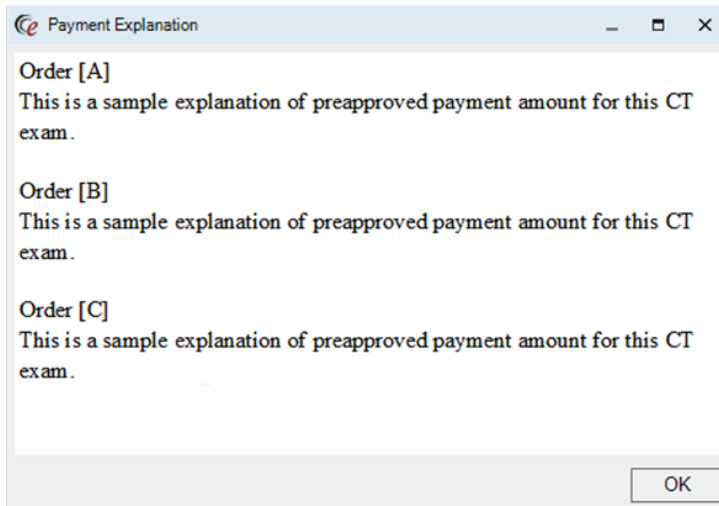 Payment Explanation
Order [A]
This is a sample explanation of preapproved payment amount for this CT
exam.
Order [B]
This is a sample explanation of preapproved payment amount for this CT
exam.
Order [C]
This is a sample explanation of preapproved payment amount for this CT
exam.
OK